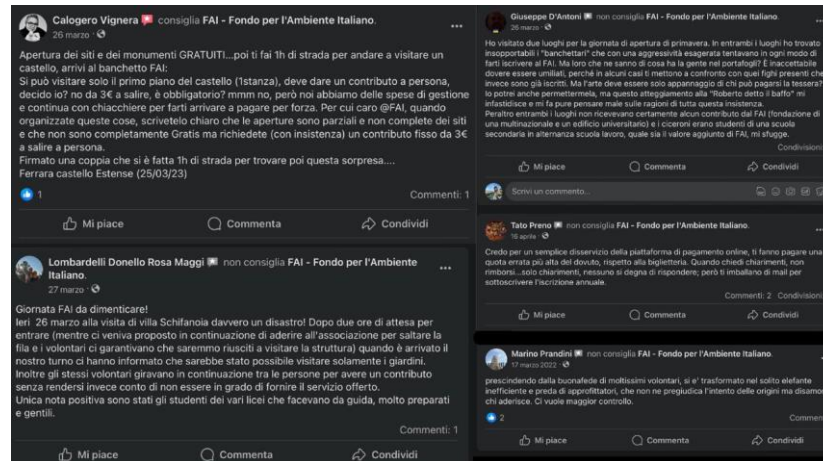 Calogero Vignera consiglia FAI - Fondo per l'Ambiente Italiano.
26 marzo ·
Apertura dei siti e dei monumenti GRATUITI...poi ti fai 1h di strada per andare a visitare un
castello, arrivi al banchetto FAI:
Si può visitare solo il primo piano del castello (1stanza), deve dare un contributo a persona,
decido io? no da 3€ a salire, è obbligatorio? mmm no, però noi abbiamo delle spese di gestione
e continua con chiacchiere per farti arrivare a pagare per forza. Per cui caro @FAI, quando
organizzate queste cose, scrivetelo chiaro che le aperture sono parziali e non complete dei siti
e che non sono completamente Gratis ma richiedete (con insistenza) un contributo fisso da 3€
a salire a persona.
Firmato una coppia che si è fatta 1h di strada per trovare poi questa sorpresa....
Ferrara castello Estense (25/03/23)
1
Commenti: 1
Mi piace
Commenta
Condividi
Lombardelli Donello Rosa Maggi non consiglia FAI - Fondo per l'Ambiente
Italiano.
27 marzo ·
Giornata FAI da dimenticare!
Ieri 26 marzo alla visita di villa Schifanoia davvero un disastro! Dopo due ore di attesa per
entrare (mentre ci veniva proposto in continuazione di aderire all'associazione per saltare la
fila e i volontari ci garantivano che saremmo riusciti a visitare la struttura) quando è arrivato il
nostro turno ci hanno informato che sarebbe stato possibile visitare solamente i giardini.
Inoltre gli stessi volontari giravano in continuazione tra le persone per avere un contributo
senza rendersi invece conto di non essere in grado di fornire il servizio offerto.
Unica nota positiva sono stati gli studenti dei vari licei che facevano da guida, molto preparati
e gentili.
Commenti: 1
Mi piace
Commenta
Condividi
Giuseppe D'Antoni non consiglia FAI - Fondo per l'Ambiente Italiano.
26 marzo ·
Ho visitato due luoghi per la giornata di apertura di primavera. In entrambi i luoghi ho trovato
insopportabili i "banchettari" che con una aggressività esagerata tentavano in ogni modo di
farti iscrivere al FAI. Ma loro che ne sanno di cosa ha la gente nel portafogli? È inaccettabile
dovere essere umiliati, perché in alcuni casi ti mettono a confronto con quei fighi presenti che
invece sono già iscritti. Ma l'arte deve essere solo appannaggio di chi può pagarsi la tessera?
Io potrei anche permettermela, ma questo atteggiamento alla "Roberto detto il baffo" mi
infastidisce e mi fa pure pensare male sulle ragioni di tutta questa insistenza.
Peraltro entrambi i luoghi non ricevevano certamente alcun contributo dal FAI (fondazione di
una multinazionale e un edificio universitario) e i ciceroni erano studenti di una scuola
secondaria in alternanza scuola lavoro, quale sia il valore aggiunto di FAI, mi sfugge.
Condivisioni
Mi piace
Commenta
Condividi
Scrivi un commento...
Tato Preno non consiglia FAI - Fondo per l'Ambiente Italiano.
15 aprile ·
Credo per un semplice disservizio della piattaforma di pagamento online, ti fanno pagare una
quota errata più alta del dovuto, rispetto alla biglietteria. Quando chiedi chiarimenti, non
rimborsi...solo chiarimenti, nessuno si degna di rispondere; però ti imballano di mail per
sottoscrivere l'iscrizione annuale.
Commenti: 2 Condivisioni
Mi piace
Commenta
Condividi
Marino Prandini non consiglia FAI - Fondo per l'Ambiente Italiano.
17 marzo 2022 ·
prescindendo dalla buonafede di moltissimi volontari, si e' trasformato nel solito elefante
inefficiente e preda di approfittatori, che non ne pregiudica l'intento delle origini ma disamor
chi aderisce. Ci vuole maggior controllo.
2
Commen
Mi piace
Commenta
Condividi